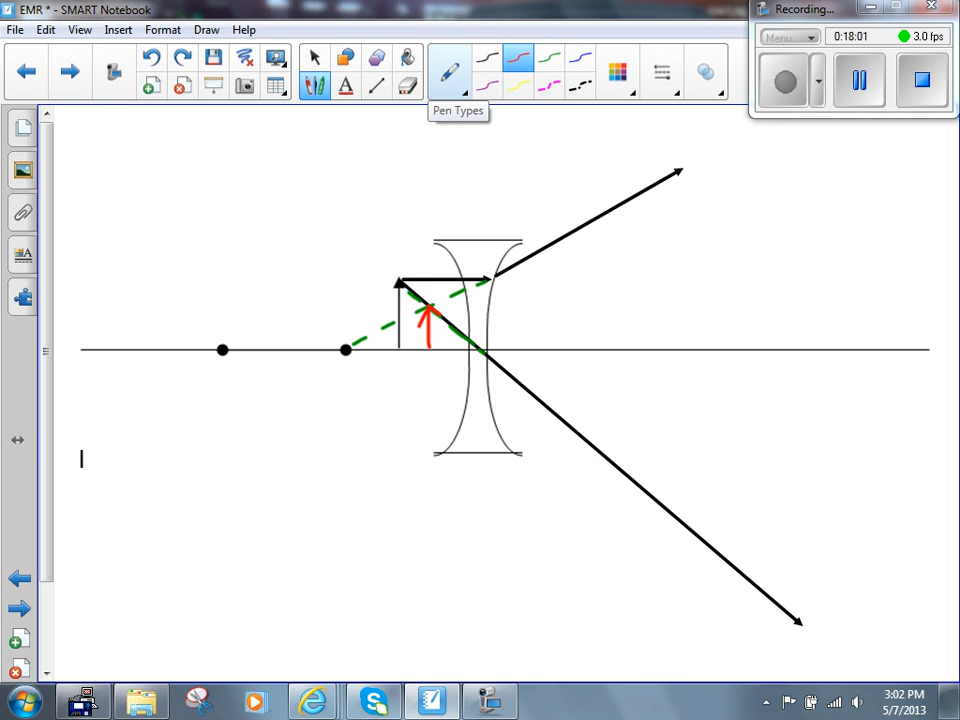 EMR * - SMART Notebook
Recording...
File Edit View Insert Format Draw Help
Menu
0:18:01
3.0 fps
A
Pen Types
3:02 PM
5/7/2013